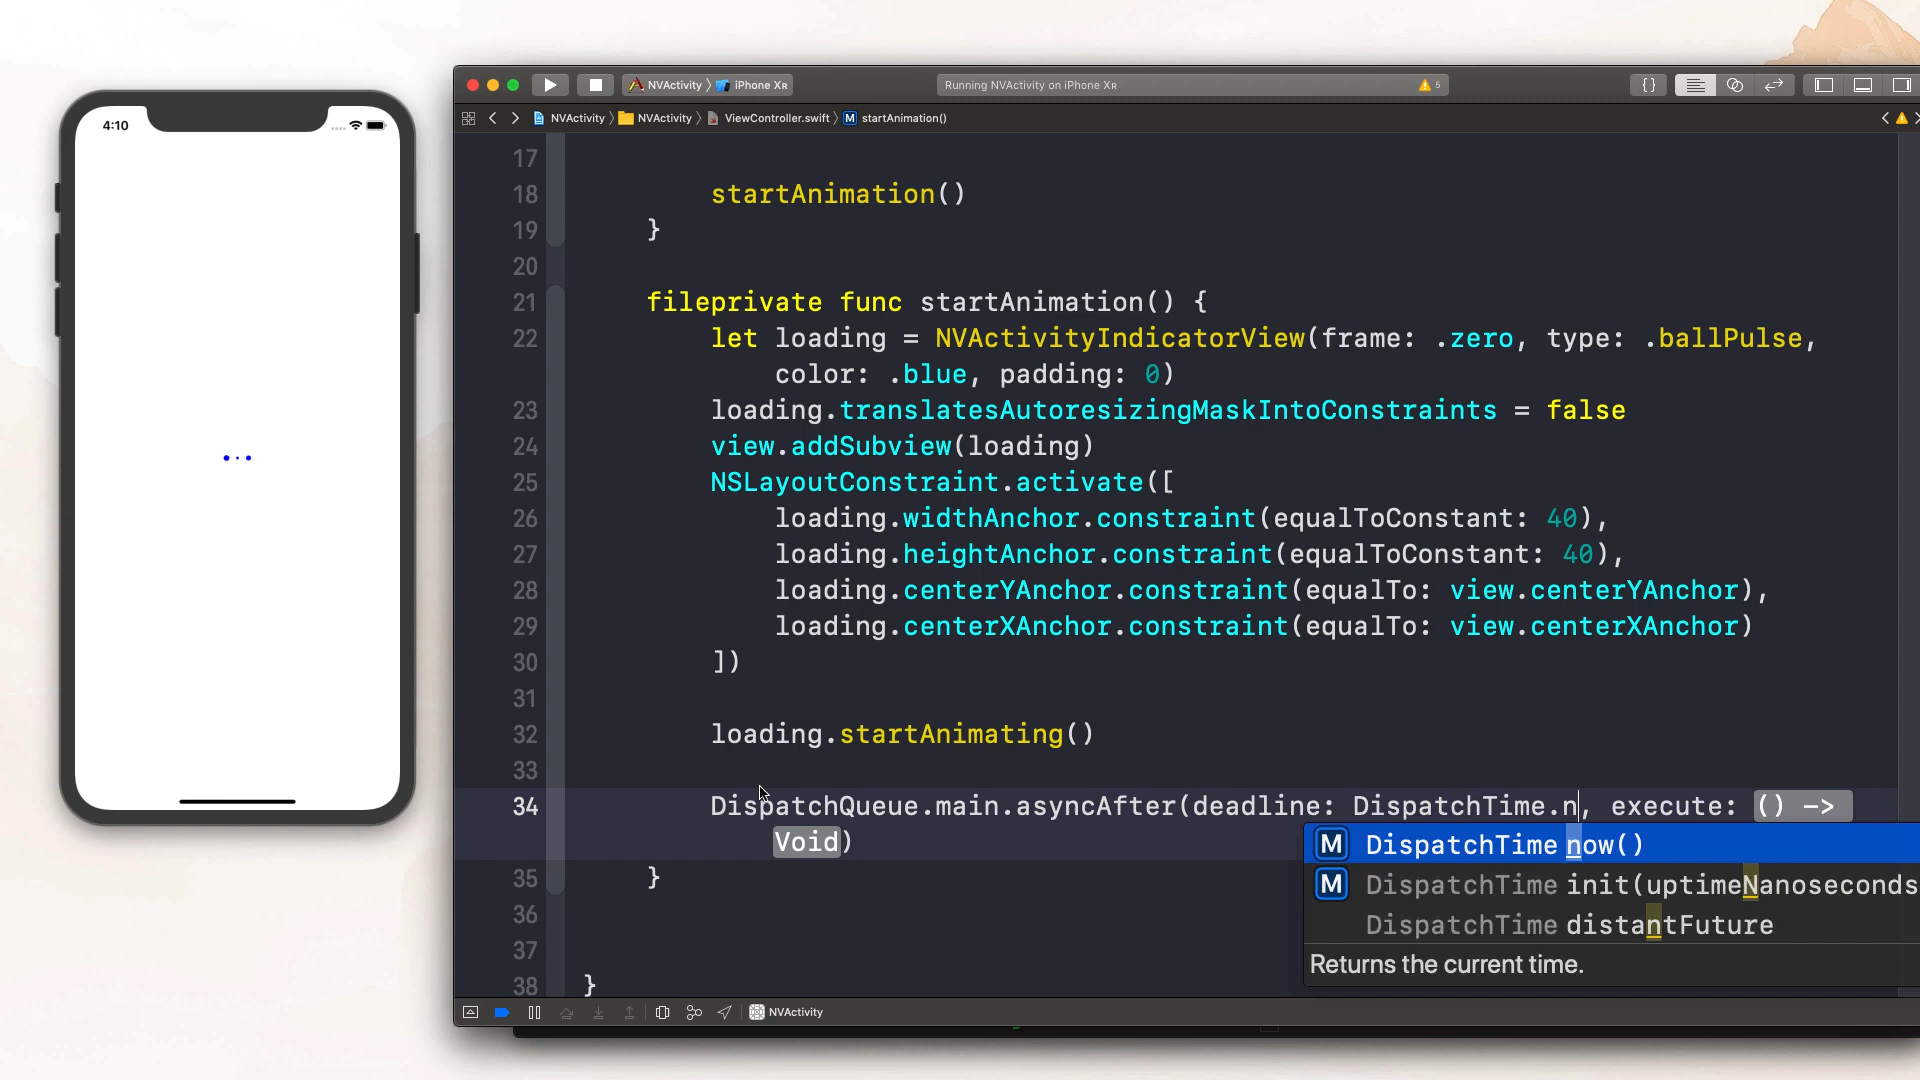 4:10
NVActivity
iPhone XR
Running NVActivity on iPhone XR
5
NVActivity
NVActivity
ViewController.swift
M startAnimation()
17
18 startAnimation()
19 }
20
21 fileprivate func startAnimation() {
22 let loading = NVActivityIndicatorView(frame: .zero, type: .ballPulse,
color: .blue, padding: 0)
23 loading.translatesAutoresizingMaskIntoConstraints = false
24 view.addSubview(loading)
25 NSLayoutConstraint.activate([
26 loading.widthAnchor.constraint(equalToConstant: 40),
27 loading.heightAnchor.constraint(equalToConstant: 40),
28 loading.centerYAnchor.constraint(equalTo: view.centerYAnchor),
29 loading.centerXAnchor.constraint(equalTo: view.centerXAnchor)
30 ])
31
32 loading.startAnimating()
33
34 DispatchQueue.main.asyncAfter(deadline: DispatchTime.n, execute: () ->
Void)
M DispatchTime now()
35 }
M DispatchTime init(uptimeNanoseconds
36
DispatchTime distantFuture
37
Returns the current time.
38 }
NVActivity